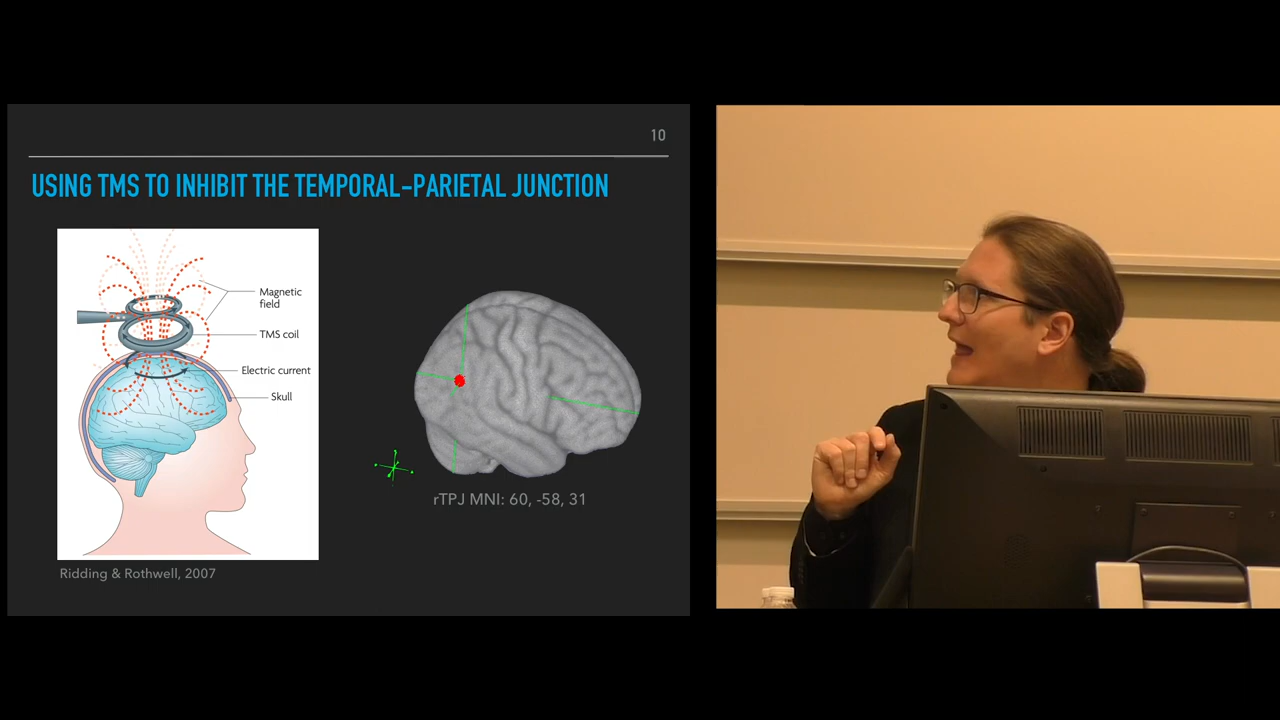 10
USING TMS TO INHIBIT THE TEMPORAL-PARIETAL JUNCTION
Magnetic
field
TMS coil
Electric current
Skull
rTPJ MNI: 60, -58, 31
Ridding & Rothwell, 2007